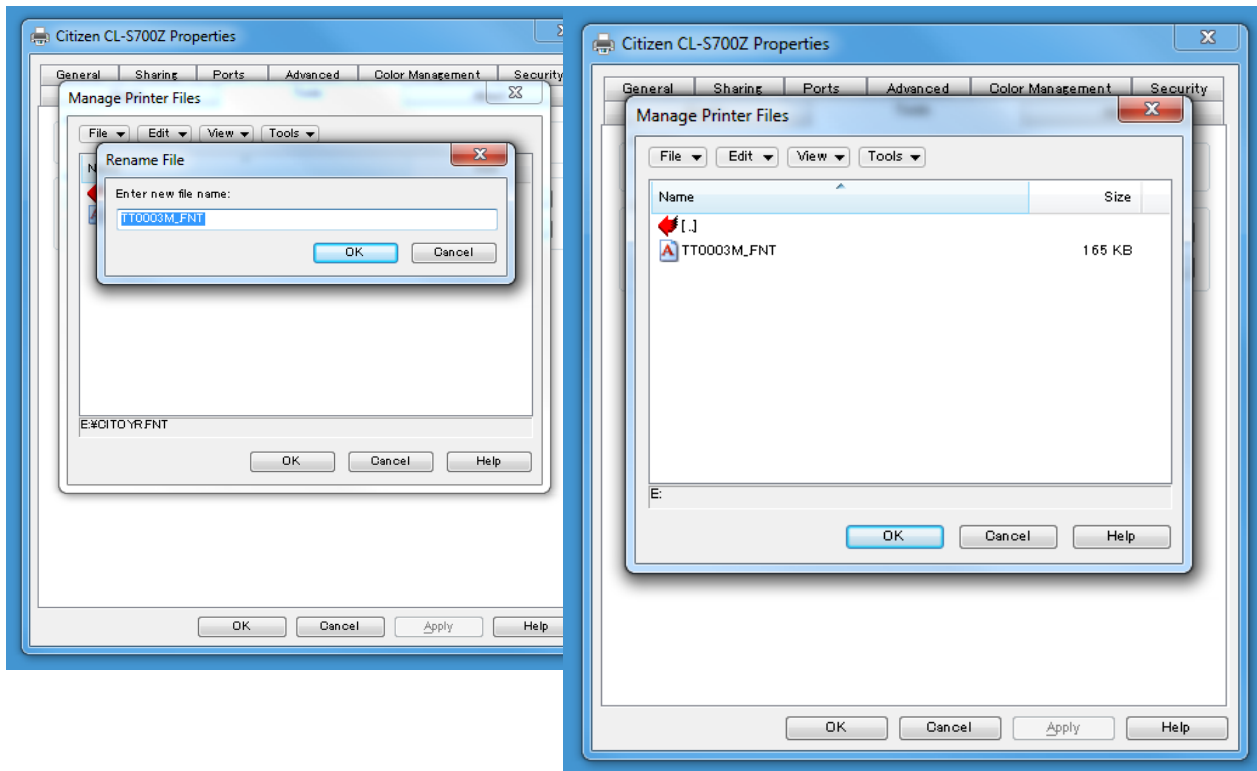 Citizen CL-S700Z Properties
General Sharing Ports Advanced Color Management Security
Manage Printer Files
File Edit View Tools
Rename File
Enter new file name:
TT0003M_FNT
OK Cancel
E:¥CITOYR.FNT
OK Cancel Help
OK Cancel Apply Help
Citizen CL-S700Z Properties
General Sharing Ports Advanced Color Management Security
Manage Printer Files
File Edit View Tools
Name Size
[..]
TT0003M_FNT 165 KB
E:
OK Cancel Help
OK Cancel Apply Help